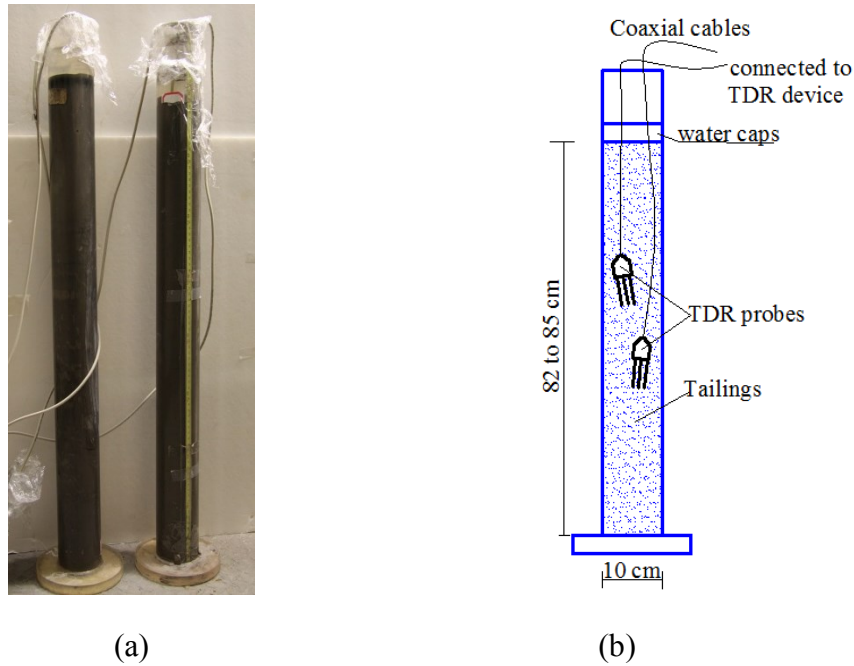 Coaxial cables
connected to
TDR device
water caps
82 to 85 cm
TDR probes
Tailings
10 cm
(a)
(b)